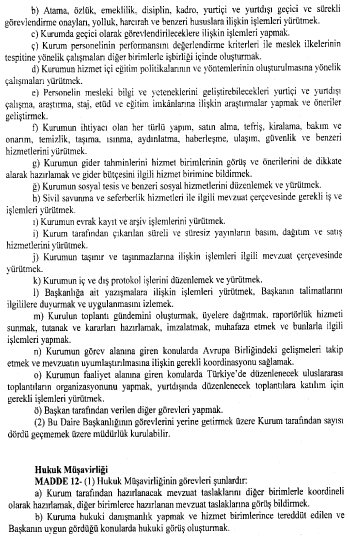 b) Atama, özlük, emeklilik, disiplin, kadro, yurtiçi ve yurtdışı geçici ve sürekli
görevlendirme onayları, yolluk, harcırah ve benzeri hususlara ilişkin işlemleri yürütmek.
c) Kurumda geçici olarak görevlendirileceklere ilişkin işlemleri yapmak.
ç) Kurum personelinin performansını değerlendirme kriterleri ile meslek ilkelerinin
tespitine yönelik çalışmaları diğer birimlerle işbirliği içinde oluşturmak.
d) Kurumun hizmet içi eğitim politikalarının ve yöntemlerinin oluşturulmasına yönelik
çalışmaları yürütmek.
e) Personelin mesleki bilgi ve yeteneklerini geliştirebilecekleri yurtiçi ve yurtdışı
çalışma, araştırma, staj, etüd ve eğitim imkânlarına ilişkin araştırmalar yapmak ve öneriler
geliştirmek.
f) Kurumun ihtiyacı olan her türlü yapım, satın alma, tefriş, kiralama, bakım ve
onarım, temizlik, taşıma, ısınma, aydınlatma, haberleşme, ulaşım, güvenlik ve benzeri
hizmetlerini yürütmek.
g) Kurumun gider tahminlerini hizmet birimlerinin görüş ve önerilerini de dikkate
alarak hazırlamak ve gider bütçesini ilgili hizmet birimine bildirmek.
ğ) Kurumun sosyal tesis ve benzeri sosyal hizmetlerini düzenlemek ve yürütmek.
h) Sivil savunma ve seferberlik hizmetleri ile ilgili mevzuat çerçevesinde gerekli iş ve
işlemleri yürütmek.
ı) Kurumun evrak kayıt ve arşiv işlemlerini yürütmek.
i) Kurum tarafından çıkarılan süreli ve süresiz yayınların basım, dağıtım ve satış
hizmetlerini yürütmek.
j) Kurumun taşınır ve taşınmazlarına ilişkin işlemleri ilgili mevzuat çerçevesinde
yürütmek.
k) Kurumun iç ve dış protokol işlerini düzenlemek ve yürütmek.
l) Başkanlığa ait yazışmalara ilişkin işlemleri yürütmek, Başkanın talimatlarını
ilgililere duyurmak ve uygulanmasını izlemek.
m) Kurulun toplantı gündemini oluşturmak, üyelere dağıtmak, raportörlük hizmeti
sunmak, tutanak ve kararları hazırlamak, imzalatmak, muhafaza etmek ve bunlarla ilgili
işlemleri yapmak.
n) Kurumun görev alanına giren konularda Avrupa Birliğindeki gelişmeleri takip
etmek ve mevzuatın uyumlaştırılmasına ilişkin gerekli koordinasyonu sağlamak.
o) Kurumun faaliyet alanına giren konularda Türkiye'de düzenlenecek uluslararası
toplantıların organizasyonunu yapmak, yurtdışında düzenlenecek toplantılara katılım için
gerekli işlemleri yürütmek.
ö) Başkan tarafından verilen diğer görevleri yapmak.
(2) Bu Daire Başkanlığının görevlerini yerine getirmek üzere Kurum tarafından sayısı
dördü geçmemek üzere müdürlük kurulabilir.
Hukuk Müşavirliği
MADDE 12- (1) Hukuk Müşavirliğinin görevleri şunlardır:
a) Kurum tarafından hazırlanacak mevzuat taslaklarını diğer birimlerle koordineli
olarak hazırlamak, diğer birimlerce hazırlanan mevzuat taslaklarına görüş bildirmek.
b) Kuruma hukuki danışmanlık yapmak ve hizmet birimlerince tereddüt edilen ve
Başkanın uygun gördüğü konularda hukuki görüş oluşturmak.